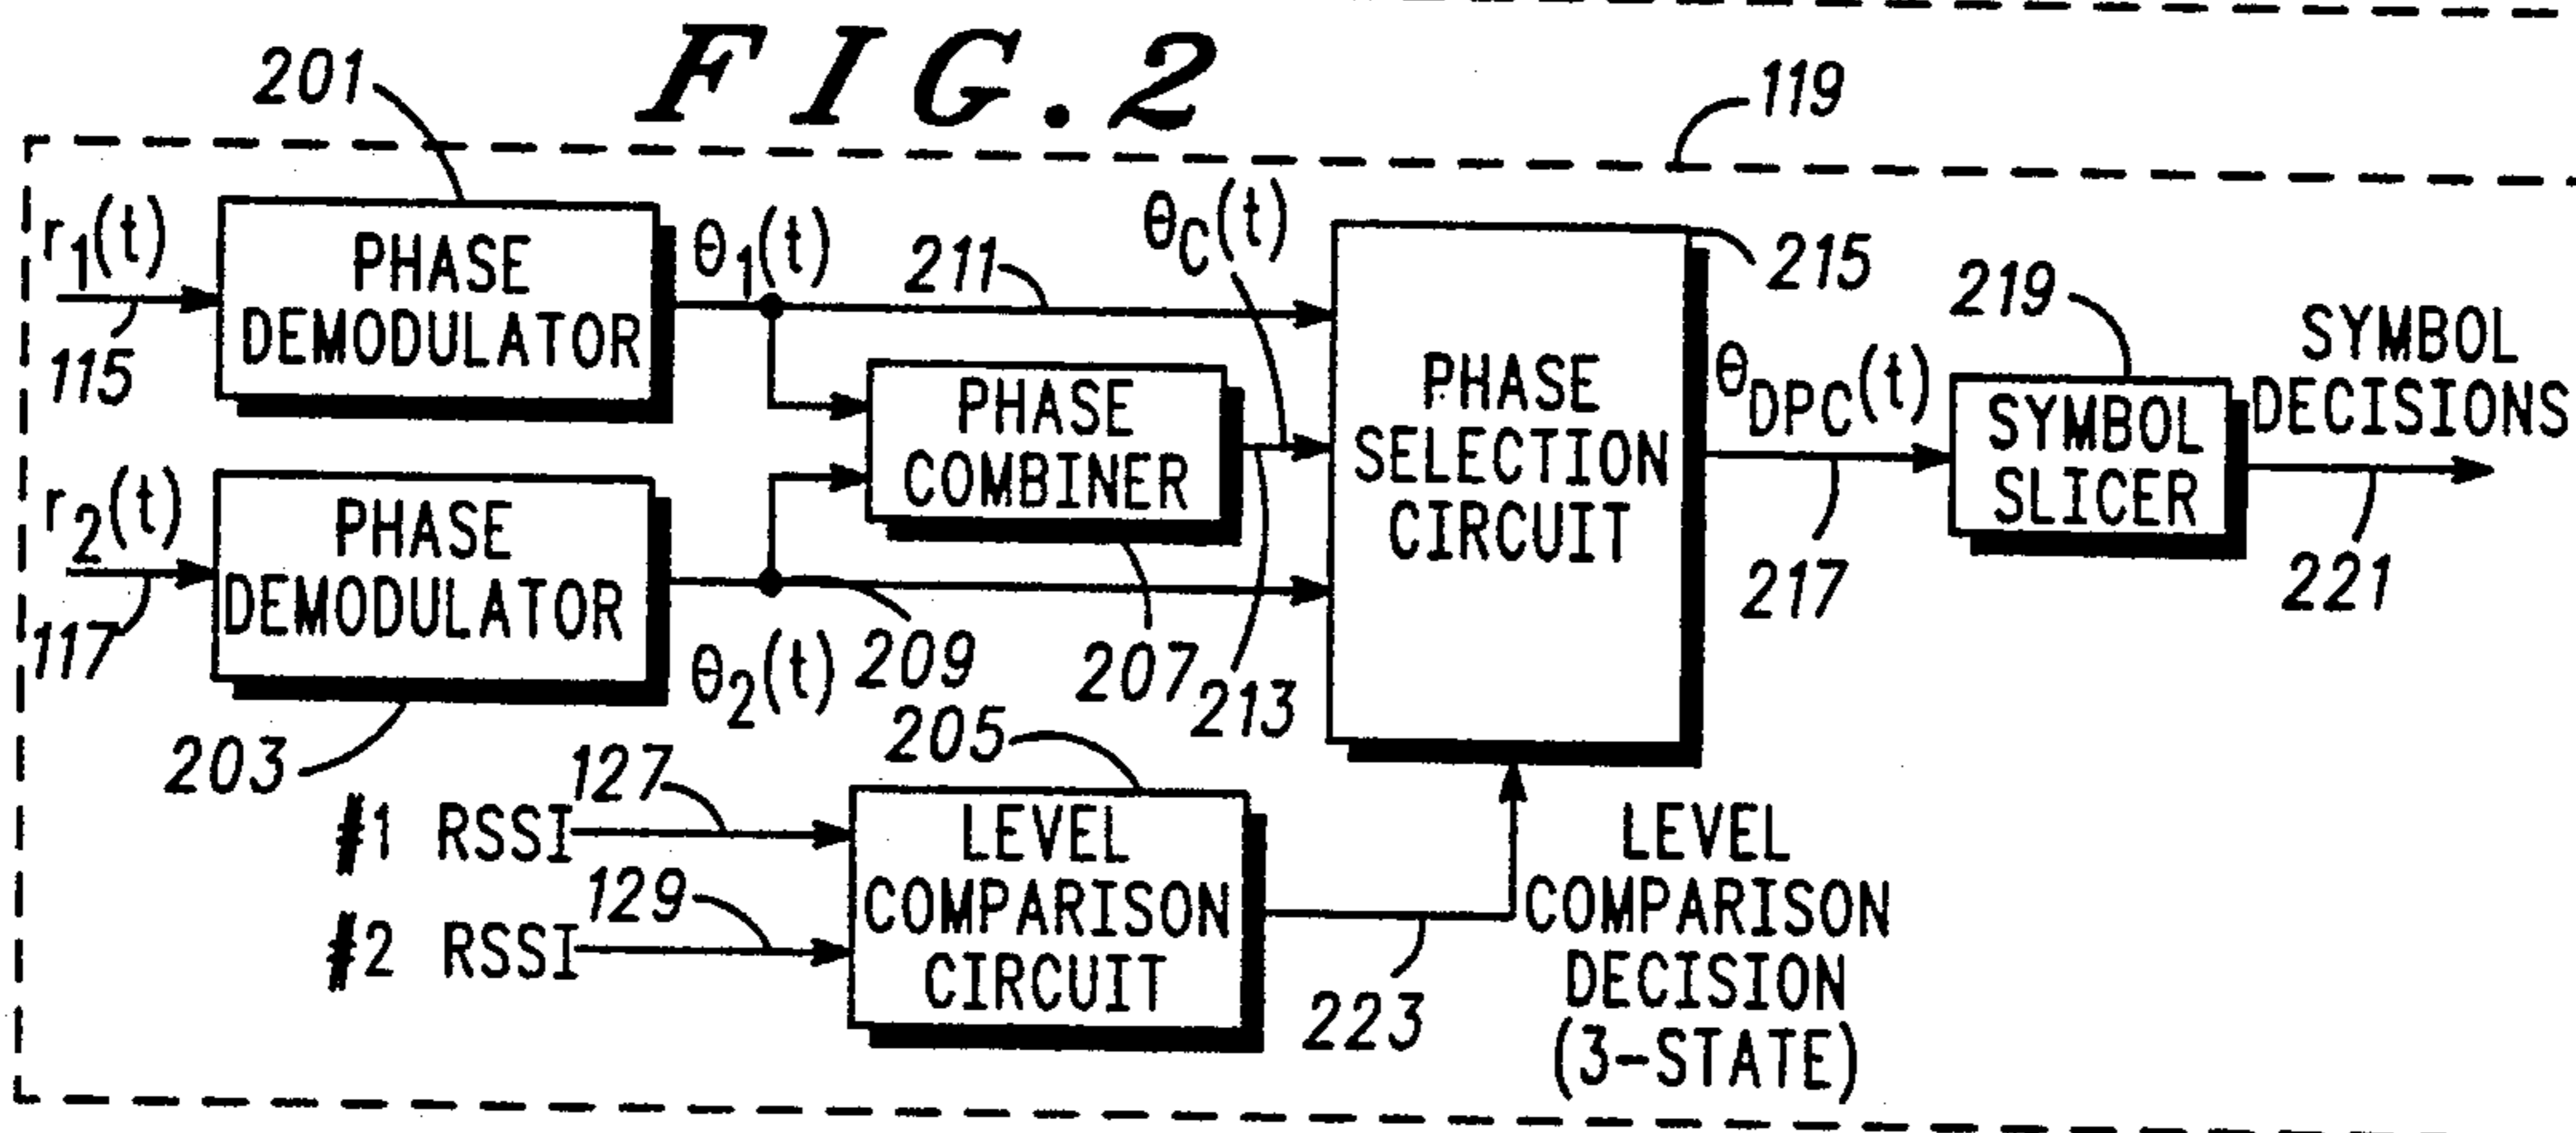 FIG.2
201
119
r1(t)
PHASE
DEMODULATOR
115
θ1(t)
211
θC(t)
215
PHASE
COMBINER
PHASE
SELECTION
CIRCUIT
θDPC(t)
219
SYMBOL
SLICER
SYMBOL
DECISIONS
r2(t)
PHASE
DEMODULATOR
117
203
θ2(t)
209
207
213
217
221
205
#1 RSSI
127
#2 RSSI
129
LEVEL
COMPARISON
CIRCUIT
223
LEVEL
COMPARISON
DECISION
(3-STATE)